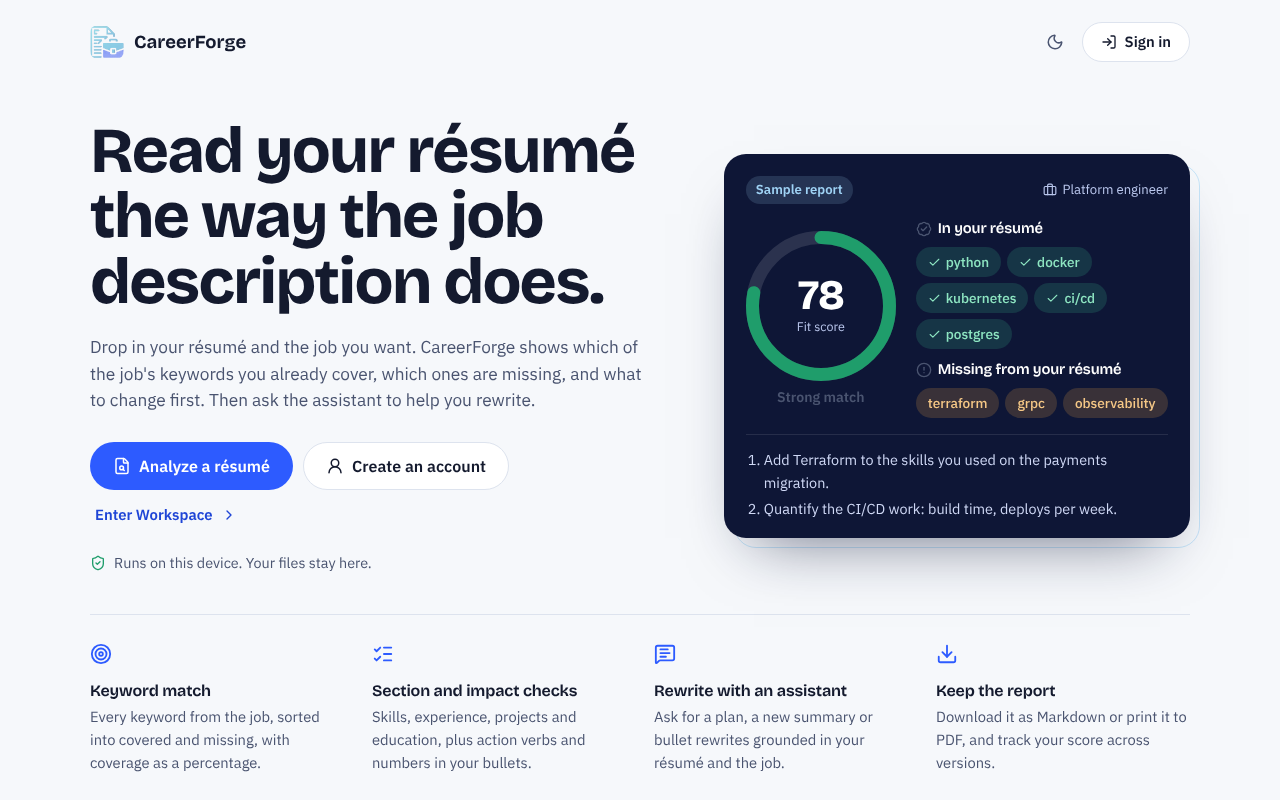 CareerForge
Sign in
Read your résumé
the way the job
description does.
Drop in your résumé and the job you want. CareerForge shows which of
the job's keywords you already cover, which ones are missing, and what
to change first. Then ask the assistant to help you rewrite.
Analyze a résumé
Create an account
Enter Workspace
Runs on this device. Your files stay here.
Sample report
Platform engineer
78
Fit score
Strong match
In your résumé
python
docker
kubernetes
ci/cd
postgres
Missing from your résumé
terraform
grpc
observability
1. Add Terraform to the skills you used on the payments
migration.
2. Quantify the CI/CD work: build time, deploys per week.
Keyword match
Every keyword from the job, sorted
into covered and missing, with
coverage as a percentage.
Section and impact checks
Skills, experience, projects and
education, plus action verbs and
numbers in your bullets.
Rewrite with an assistant
Ask for a plan, a new summary or
bullet rewrites grounded in your
résumé and the job.
Keep the report
Download it as Markdown or print it to
PDF, and track your score across
versions.